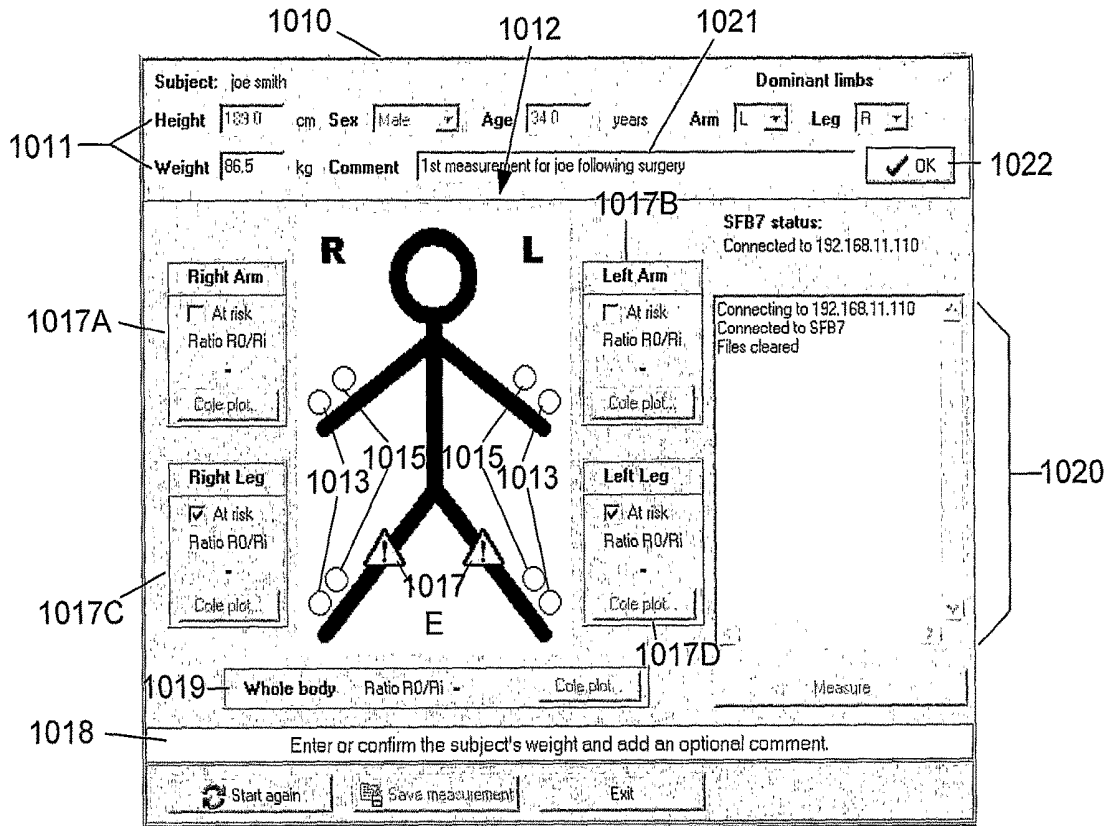 1010 1012 1021
Subject: joe smith Dominant limbs
Height cm Sex Male Age 34.0 years Arm L Leg R
1011
Weight 86.5 kg Comment 1st measurement for joe following surgery OK 1022
1017B
SFB7 status:
Connected to 192.168.11.110
R L
Right Arm
At risk
Ratio R0/Ri
-
Cole plot...
1017A
Left Arm
At risk
Ratio R0/Ri
-
Cole plot...
Connecting to 192.168.11.110
Connected to SFB7
Files cleared
1015 1015
1013 1013
1020
Right Leg
At risk
Ratio R0/Ri
-
Cole plot...
1017C
Left Leg
At risk
Ratio R0/Ri
-
Cole plot...
1017D
! !
1017
E
1019 Whole body Ratio R0/Ri - Cole plot... Measure
1018 Enter or confirm the subject's weight and add an optional comment.
Start again Save measurement Exit